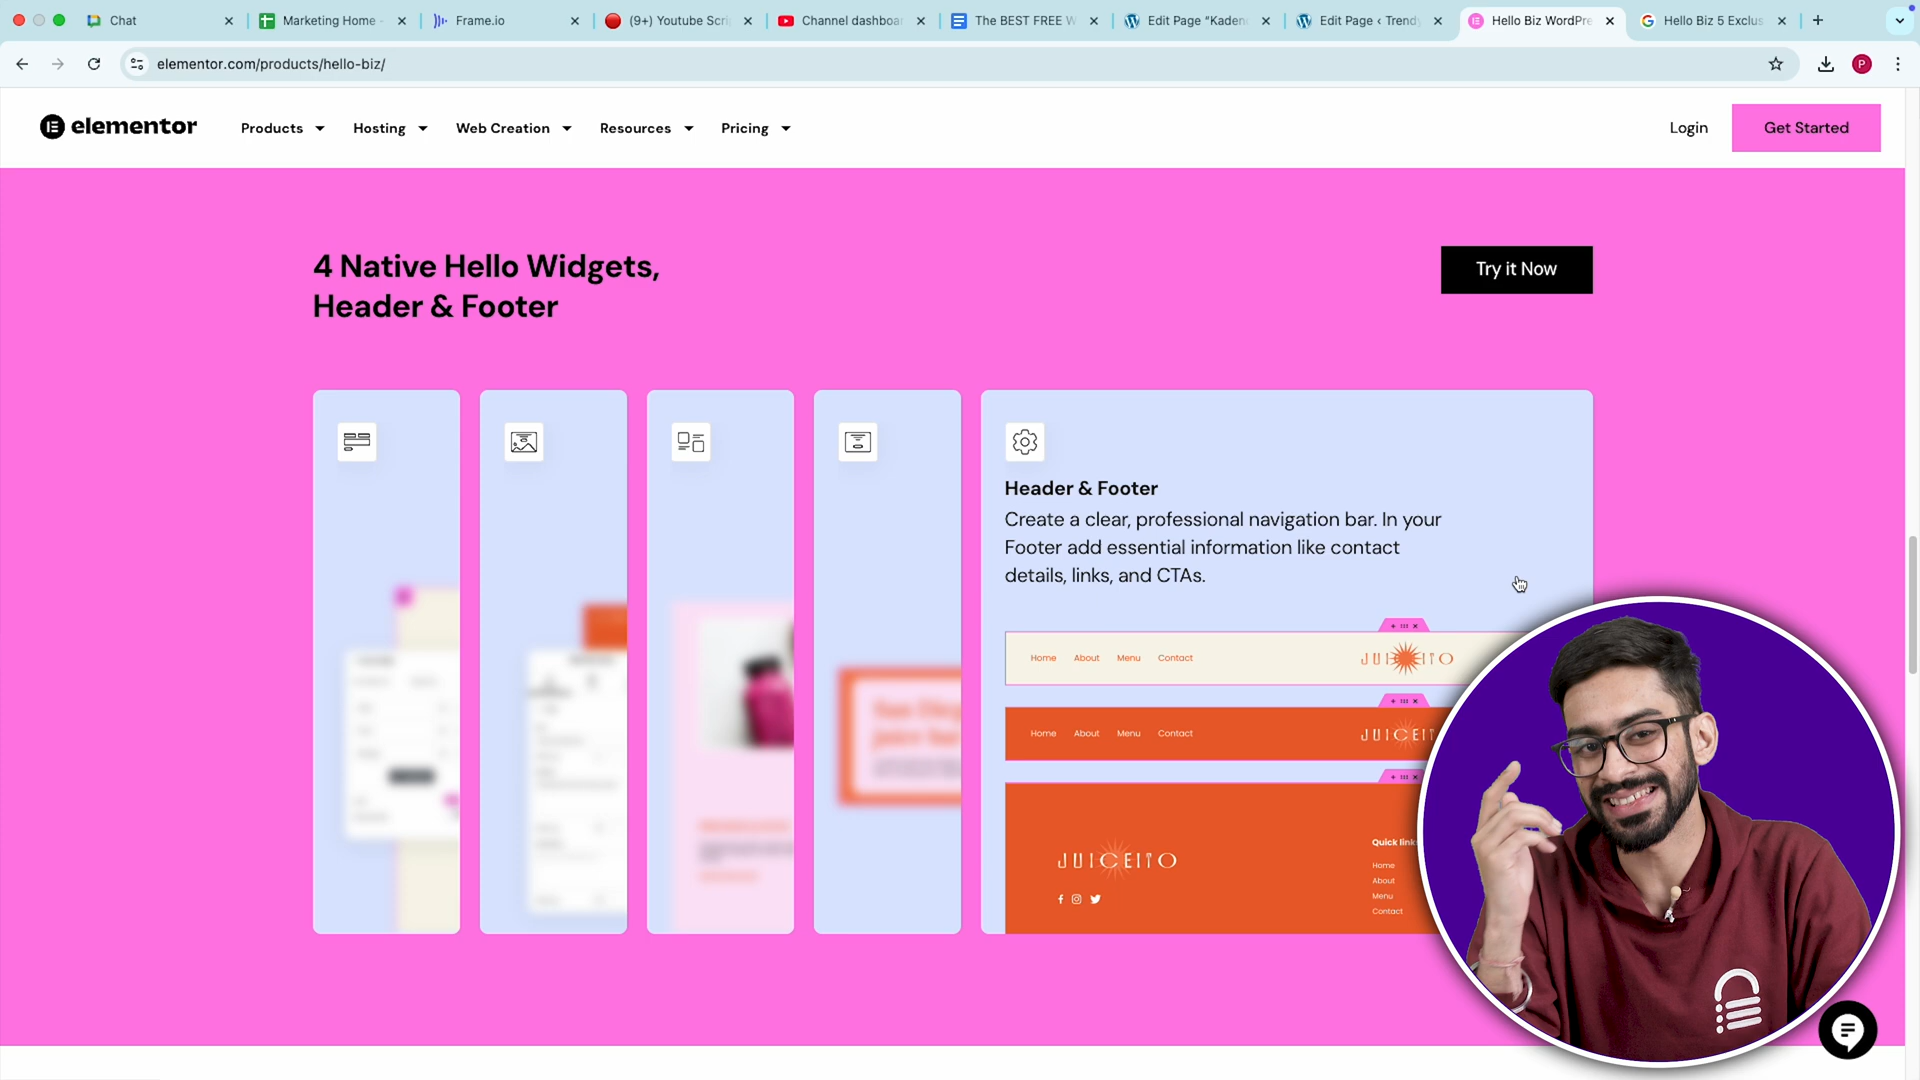 Chat
Marketing Home -
Frame.io
(9+) Youtube Scri
Channel dashboa
The BEST FREE W
Edit Page “Kadenc
Edit Page ‹ Trendy
Hello Biz WordPre
Hello Biz 5 Exclus
elementor.com/products/hello-biz/
P
elementor
Products
Hosting
Web Creation
Resources
Pricing
Login
Get Started
4 Native Hello Widgets,
Header & Footer
Try it Now
Header & Footer
Create a clear, professional navigation bar. In your
Footer add essential information like contact
details, links, and CTAs.
Home About Menu Contact
JUICEITO
Home About Menu Contact
JUICEIT
JUICEITO
Quick link
Home
About
Menu
Contact